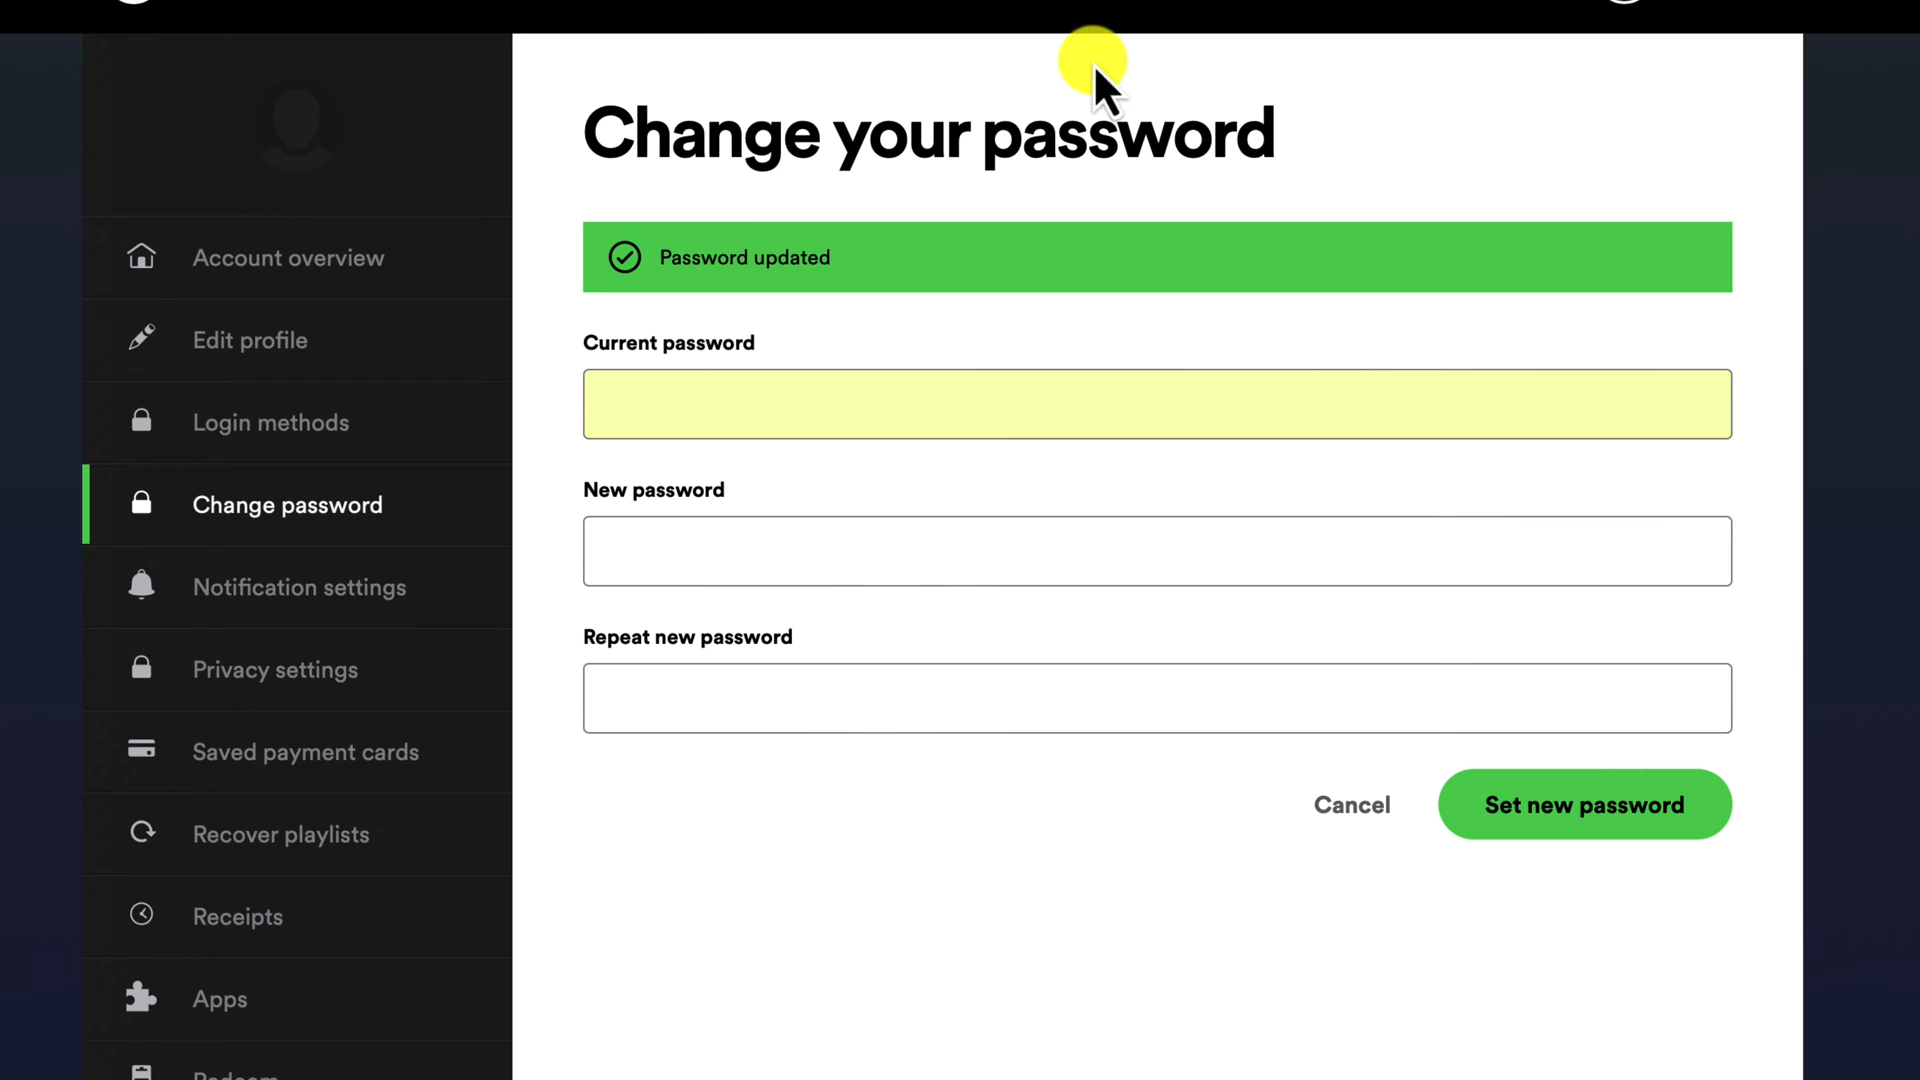 Change your password
Password updated
Account overview
Edit profile
Login methods
Change password
Notification settings
Privacy settings
Saved payment cards
Recover playlists
Receipts
Apps
Current password
New password
Repeat new password
Cancel
Set new password